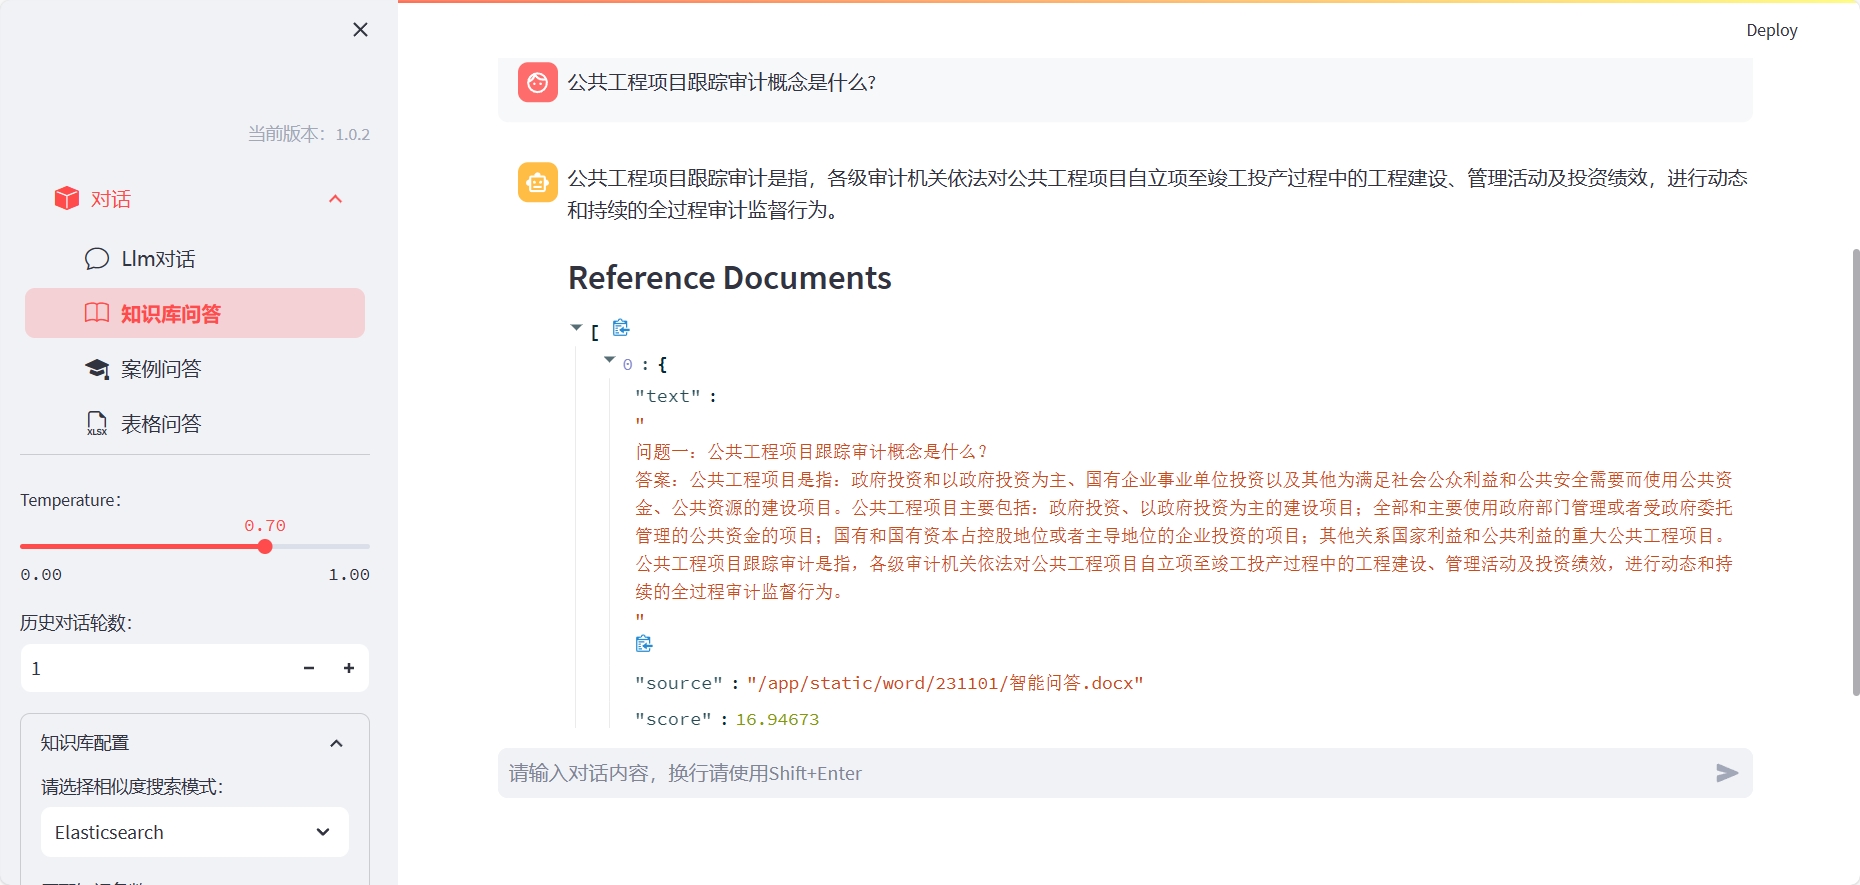 Deploy
当前版本：1.0.2
对话
Llm对话
知识库问答
案例问答
XLSX
表格问答
Temperature：
0.70
0.00
1.00
历史对话轮数：
1
知识库配置
请选择相似度搜索模式：
Elasticsearch
公共工程项目跟踪审计概念是什么?
公共工程项目跟踪审计是指，各级审计机关依法对公共工程项目自立项至竣工投产过程中的工程建设、管理活动及投资绩效，进行动态
和持续的全过程审计监督行为。
Reference Documents
[
0 : {
"text" :
"
问题一：公共工程项目跟踪审计概念是什么？
答案：公共工程项目是指：政府投资和以政府投资为主、国有企业事业单位投资以及其他为满足社会公众利益和公共安全需要而使用公共资
金、公共资源的建设项目。公共工程项目主要包括：政府投资、以政府投资为主的建设项目；全部和主要使用政府部门管理或者受政府委托
管理的公共资金的项目；国有和国有资本占控股地位或者主导地位的企业投资的项目；其他关系国家利益和公共利益的重大公共工程项目。
公共工程项目跟踪审计是指，各级审计机关依法对公共工程项目自立项至竣工投产过程中的工程建设、管理活动及投资绩效，进行动态和持
续的全过程审计监督行为。
"
"source" : "/app/static/word/231101/智能问答.docx"
"score" : 16.94673
请输入对话内容，换行请使用Shift+Enter